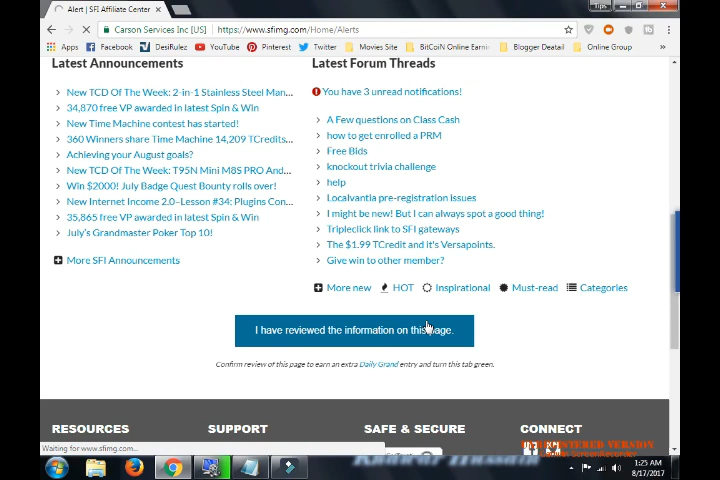 Alert | SFI Affiliate Center
Tips
Carson Services Inc [US]
https://www.sfimg.com/Home/Alerts
Apps
Facebook
DesiRulez
YouTube
Pinterest
Twitter
Movies Site
BitCoiN Online Earnin
Blogger Deatail
Online Group
Latest Announcements
New TCD Of The Week: 2-in-1 Stainless Steel Man...
34,870 free VP awarded in latest Spin & Win
New Time Machine contest has started!
360 Winners share Time Machine 14,209 TCredits...
Achieving your August goals?
New TCD Of The Week: T95N Mini M8S PRO And...
Win $2000! July Badge Quest Bounty rolls over!
New Internet Income 2.0–Lesson #34: Plugins Con...
35,865 free VP awarded in latest Spin & Win
July's Grandmaster Poker Top 10!
More SFI Announcements
Latest Forum Threads
You have 3 unread notifications!
A Few questions on Class Cash
how to get enrolled a PRM
Free Bids
knockout trivia challenge
help
Localvantia pre-registration issues
I might be new! But I can always spot a good thing!
Tripleclick link to SFI gateways
The $1.99 TCredit and it's Versapoints.
Give win to other member?
More new
HOT
Inspirational
Must-read
Categories
I have reviewed the information on this page.
Confirm review of this page to earn an extra Daily Grand entry and turn this tab green.
RESOURCES
SUPPORT
SAFE & SECURE
CONNECT
UNREGISTERED VERSION
Waiting for www.sfimg.com...
1:25 AM
8/17/2017